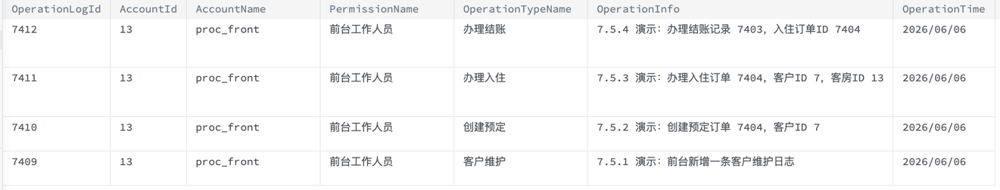 OperationLogId AccountId AccountName PermissionName OperationTypeName OperationInfo OperationTime
7412 13 proc_front 前台工作人员 办理结账 7.5.4 演示：办理结账记录 7403，入住订单ID 7404 2026/06/06
7411 13 proc_front 前台工作人员 办理入住 7.5.3 演示：办理入住订单 7404，客户ID 7，客房ID 13 2026/06/06
7410 13 proc_front 前台工作人员 创建预定 7.5.2 演示：创建预定订单 7404，客户ID 7 2026/06/06
7409 13 proc_front 前台工作人员 客户维护 7.5.1 演示：前台新增一条客户维护日志 2026/06/06